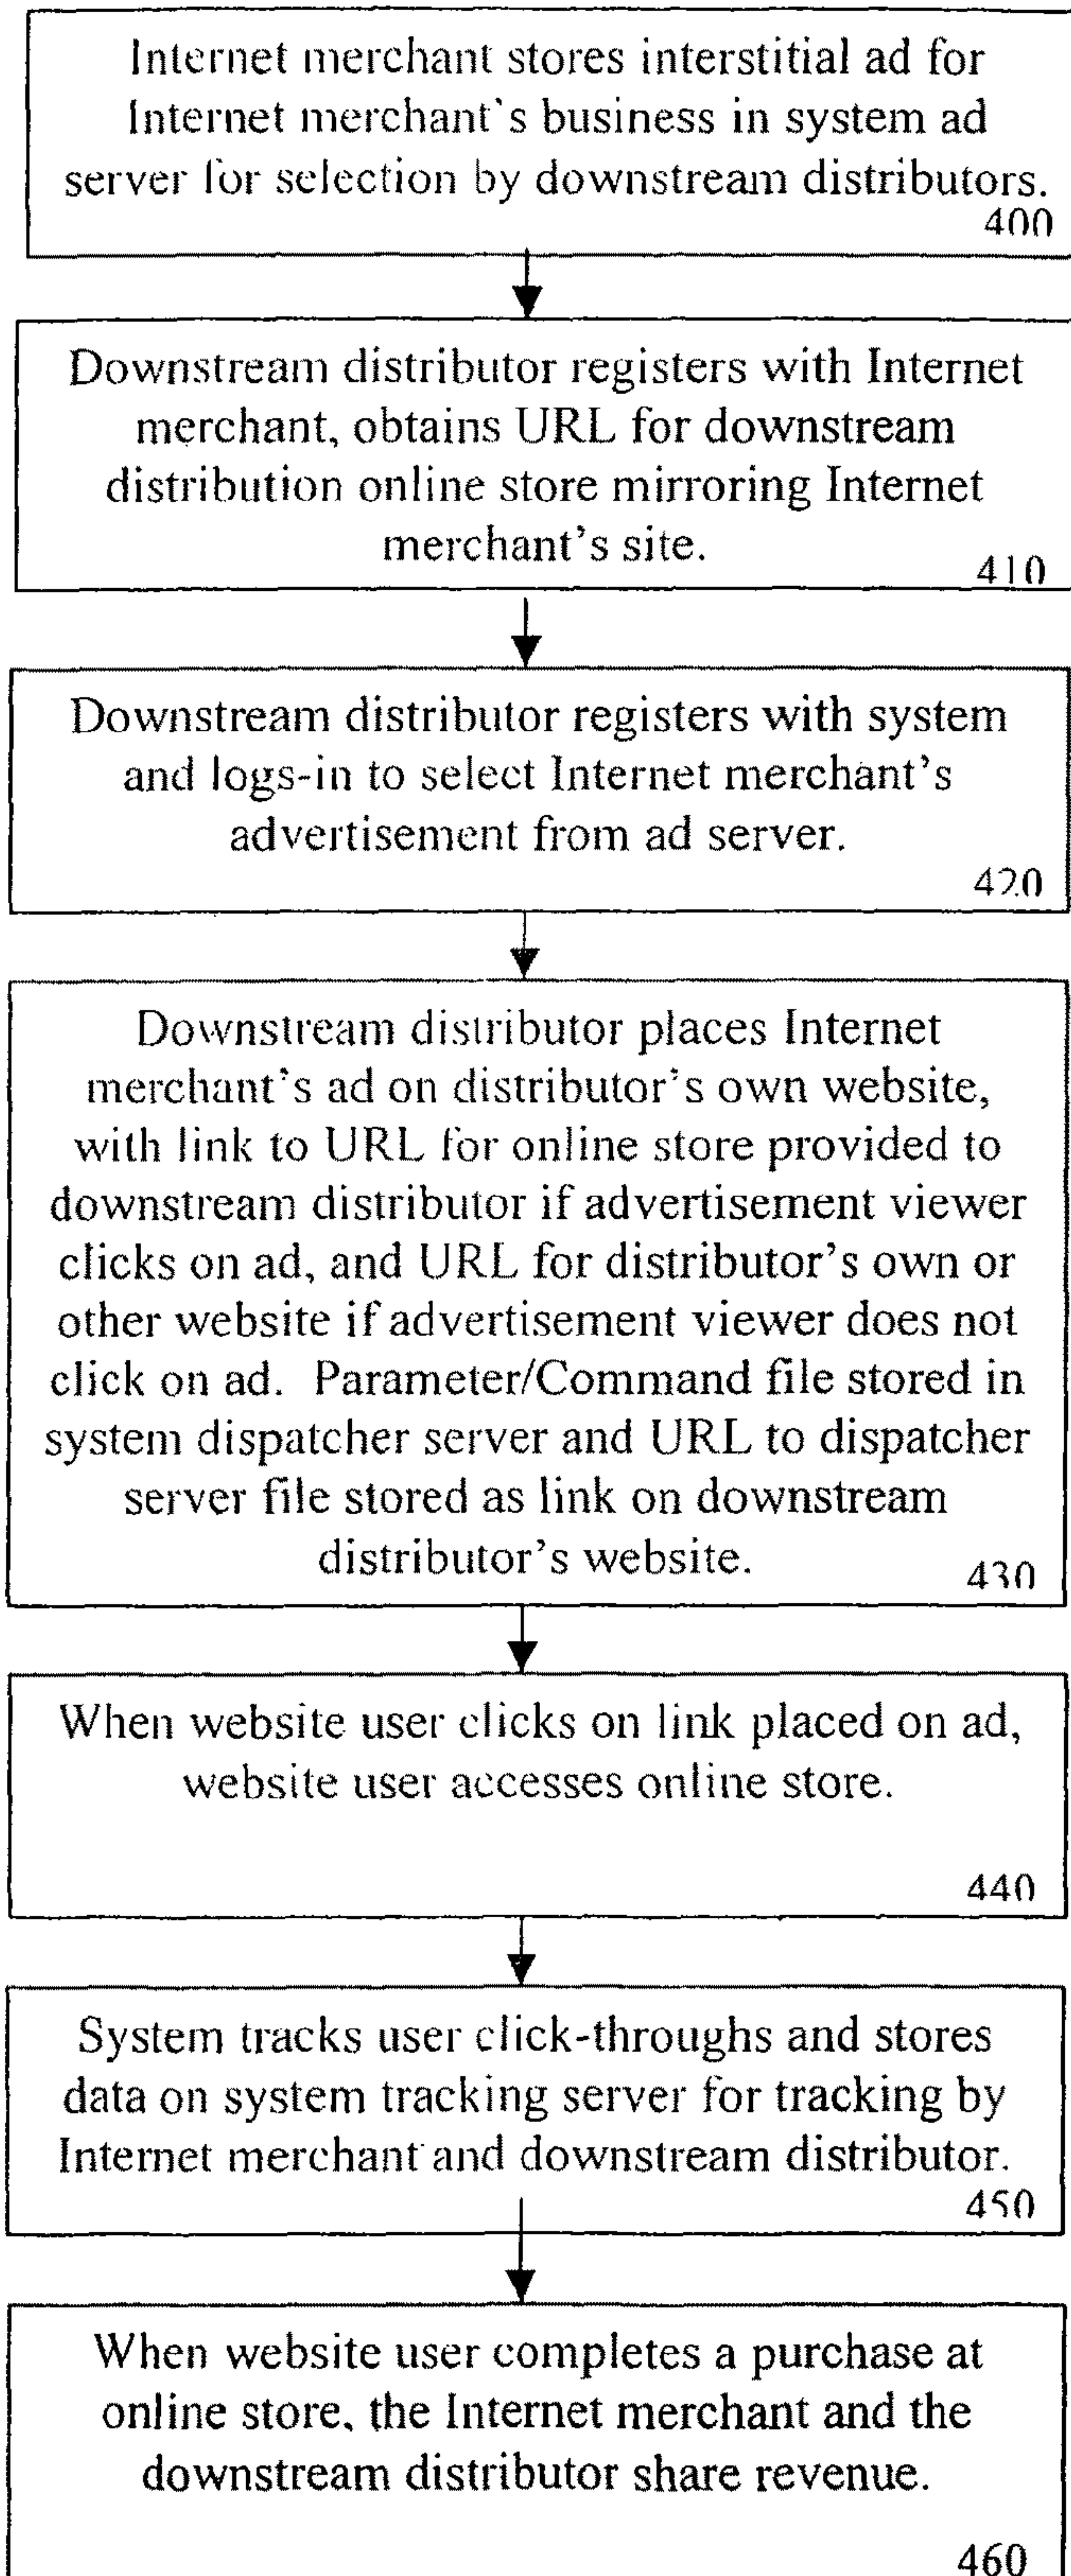 Internet merchant stores interstitial ad for
Internet merchant's business in system ad
server for selection by downstream distributors.
400
Downstream distributor registers with Internet
merchant, obtains URL for downstream
distribution online store mirroring Internet
merchant's site.
410
Downstream distributor registers with system
and logs-in to select Internet merchant's
advertisement from ad server.
420
Downstream distributor places Internet
merchant's ad on distributor's own website,
with link to URL for online store provided to
downstream distributor if advertisement viewer
clicks on ad, and URL for distributor's own or
other website if advertisement viewer does not
click on ad. Parameter/Command file stored in
system dispatcher server and URL to dispatcher
server file stored as link on downstream
distributor's website.
430
When website user clicks on link placed on ad,
website user accesses online store.
440
System tracks user click-throughs and stores
data on system tracking server for tracking by
Internet merchant and downstream distributor.
450
When website user completes a purchase at
online store, the Internet merchant and the
downstream distributor share revenue.
460